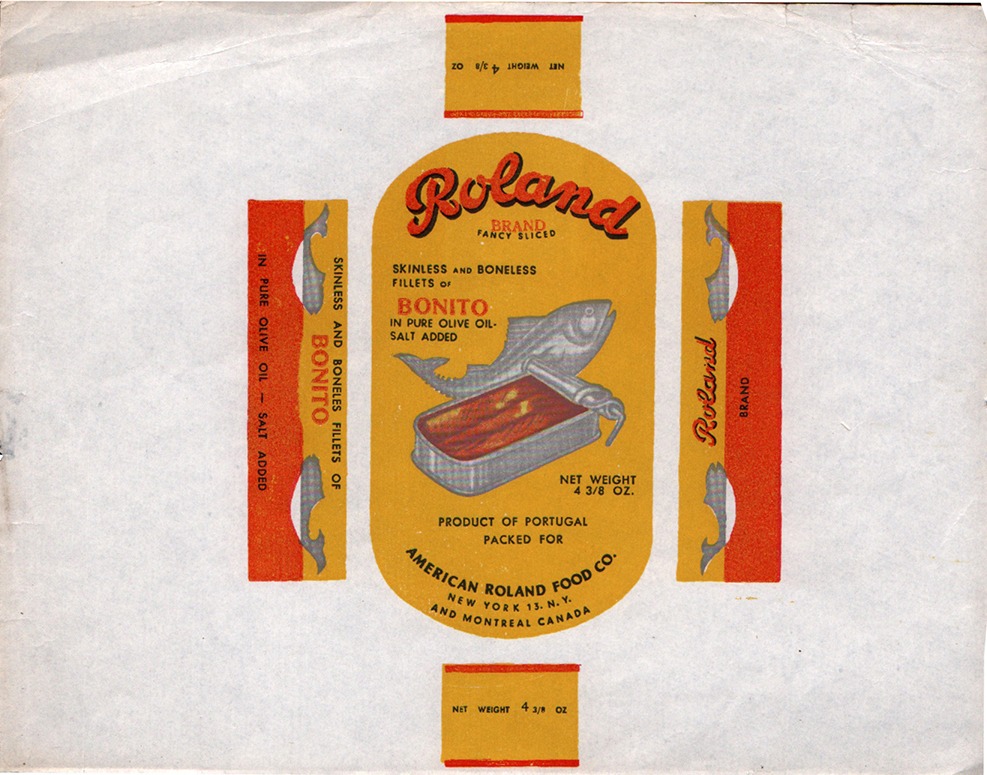 NET WEIGHT 4 3/8 OZ
Roland
BRAND
FANCY SLICED
SKINLESS AND BONELESS
FILLETS OF
BONITO
IN PURE OLIVE OIL-
SALT ADDED
NET WEIGHT
4 3/8 OZ.
PRODUCT OF PORTUGAL
PACKED FOR
AMERICAN ROLAND FOOD CO.
NEW YORK 13. N.Y.
AND MONTREAL CANADA
SKINLESS AND BONELES FILLETS OF
BONITO
IN PURE OLIVE OIL — SALT ADDED
Roland
BRAND
NET WEIGHT 4 3/8 OZ